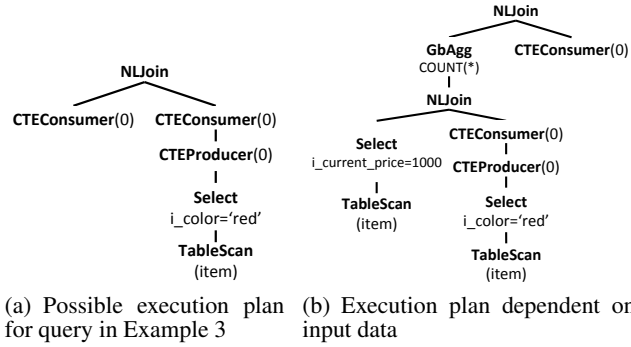 NLJoin
CTEConsumer(0)
CTEConsumer(0)
CTEProducer(0)
Select
i_color='red'
TableScan
(item)
(a) Possible execution plan
for query in Example 3
NLJoin
GbAgg
COUNT(*)
CTEConsumer(0)
NLJoin
Select
i_current_price=1000
TableScan
(item)
CTEConsumer(0)
CTEProducer(0)
Select
i_color='red'
TableScan
(item)
(b) Execution plan dependent on
input data